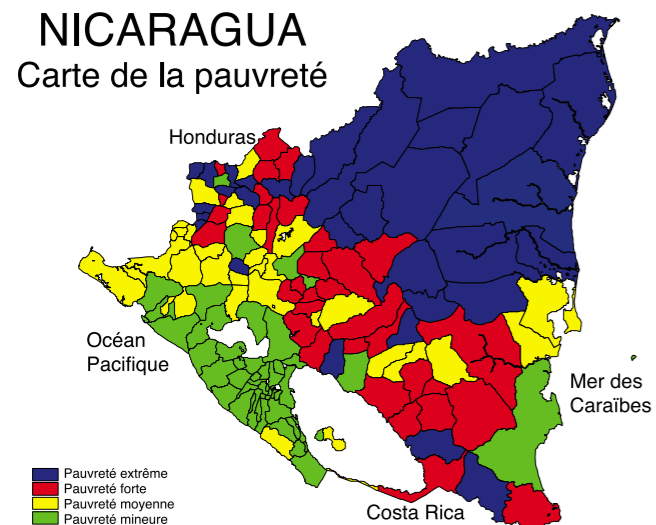 NICARAGUA
Carte de la pauvreté
Honduras
Océan
Pacifique
Mer des
Caraïbes
Costa Rica
Pauvreté extrême
Pauvreté forte
Pauvreté moyenne
Pauvreté mineure